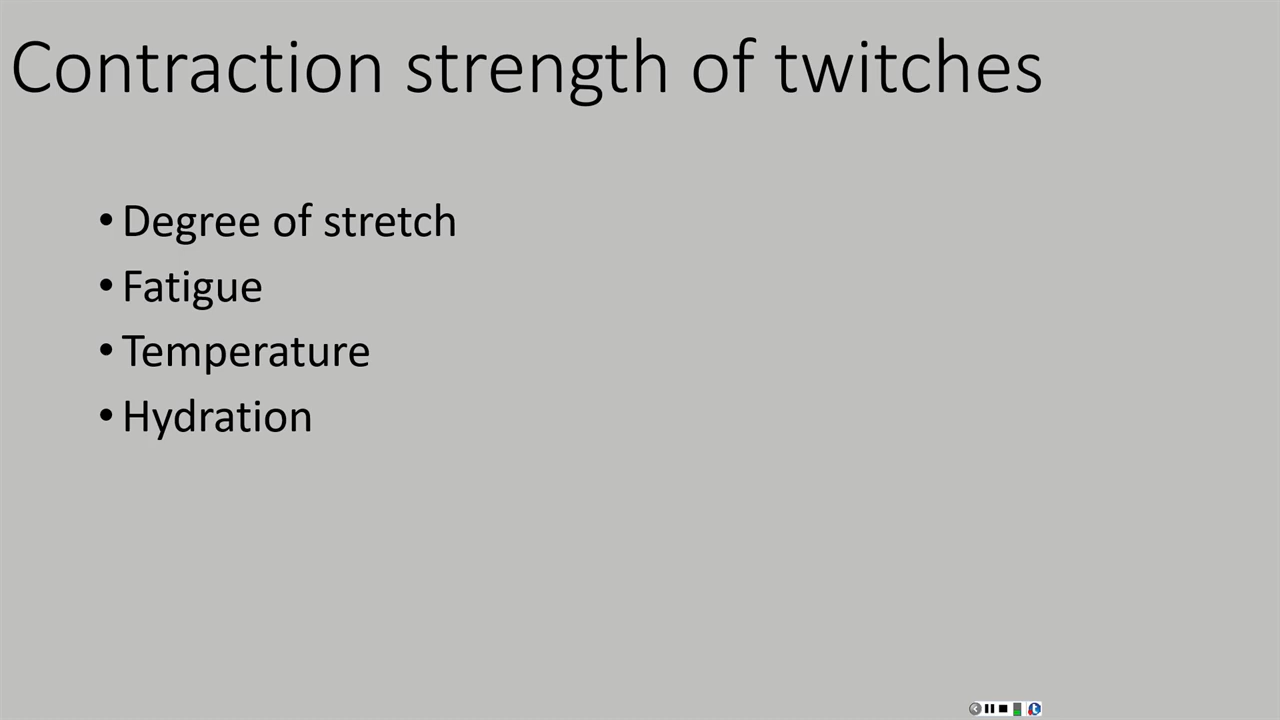 Contraction strength of twitches
• Degree of stretch
• Fatigue
• Temperature
• Hydration